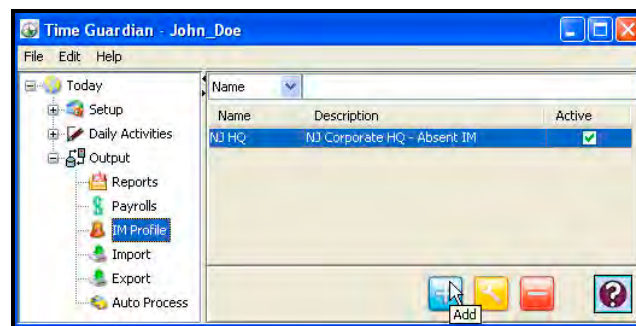 Time Guardian - John_Doe
File Edit Help
Today
Setup
Daily Activities
Output
Reports
Payrolls
IM Profile
Import
Export
Auto Process
Name
Name Description Active
NJ HQ NJ Corporate HQ - Absent IM
Add